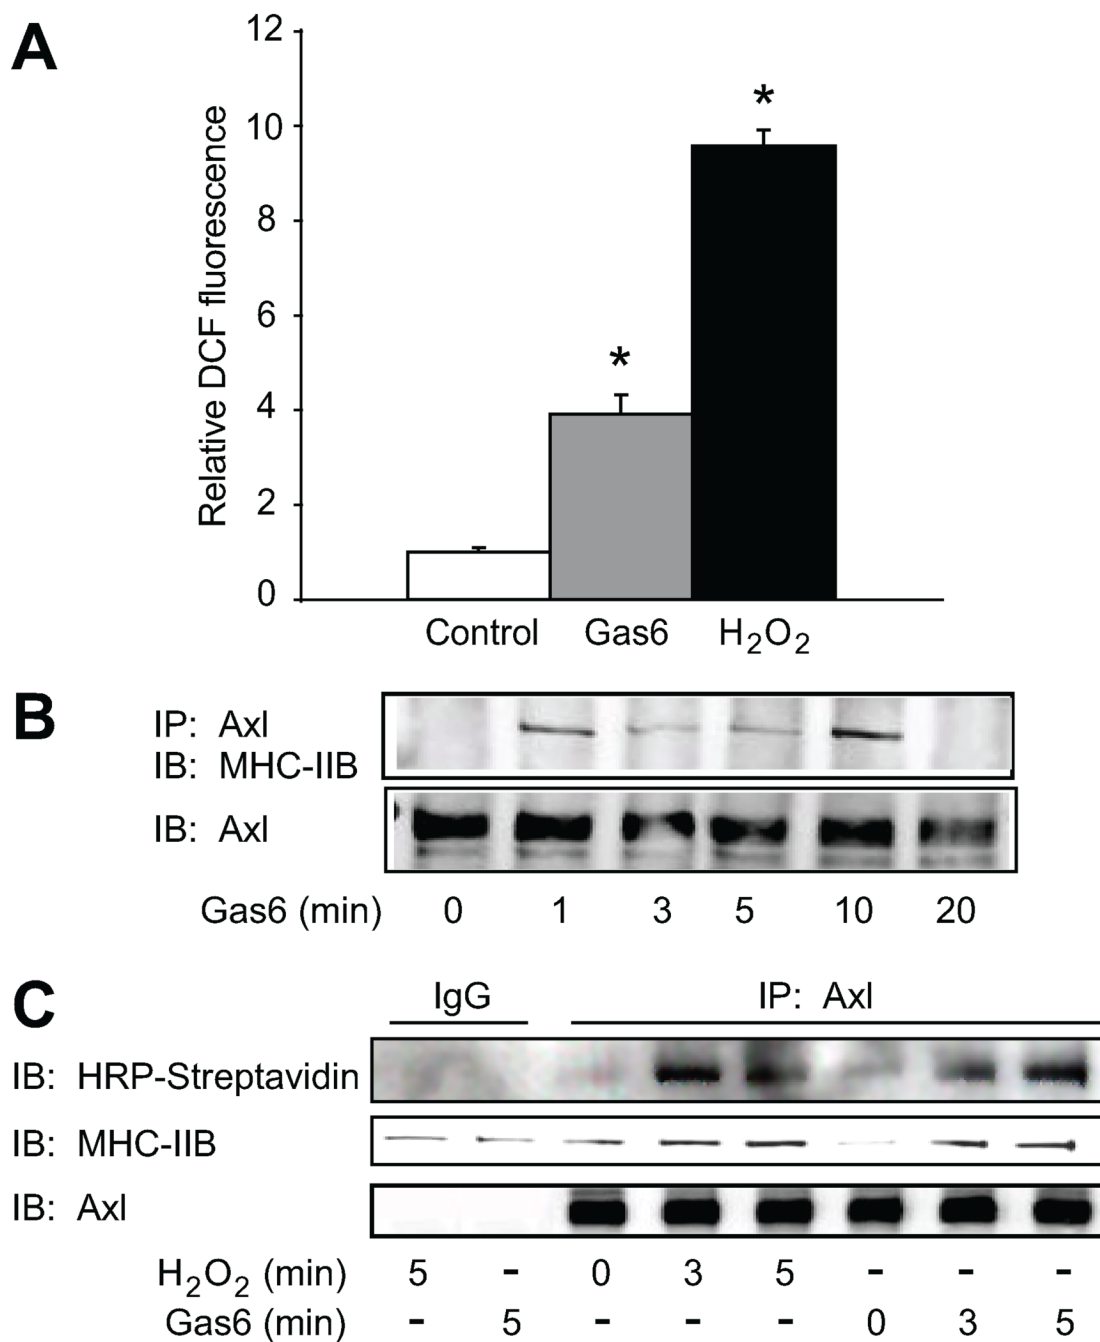 A
Relative DCF fluorescence
12
10
8
6
4
2
0
*
*
Control Gas6 H₂O₂
B
IP: Axl
IB: MHC-IIB
IB: Axl
Gas6 (min) 0 1 3 5 10 20
C
IgG IP: Axl
IB: HRP-Streptavidin
IB: MHC-IIB
IB: Axl
H₂O₂ (min) 5 - 0 3 5 - - -
Gas6 (min) - 5 - - - 0 3 5